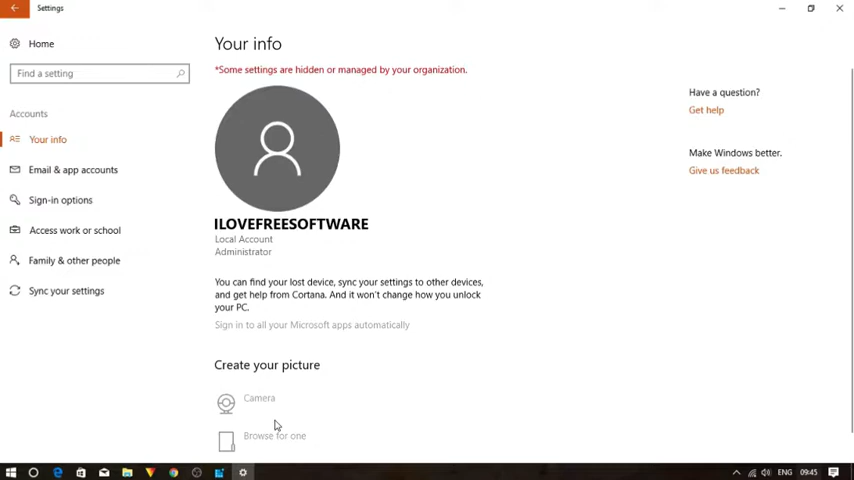 Settings
Home
Find a setting
Accounts
Your info
Email & app accounts
Sign-in options
Access work or school
Family & other people
Sync your settings
Your info
*Some settings are hidden or managed by your organization.
ILOVEFREESOFTWARE
Local Account
Administrator
You can find your lost device, sync your settings to other devices,
and get help from Cortana. And it won't change how you unlock
your PC.
Sign in to all your Microsoft apps automatically
Create your picture
Camera
Browse for one
Have a question?
Get help
Make Windows better.
Give us feedback
ENG 09:45